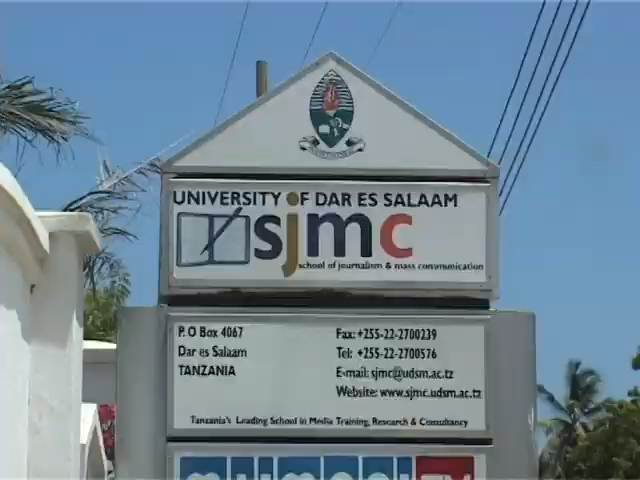 UNIVERSITY OF DAR ES SALAAM
sjmc
school of journalism & mass communication
P.O Box 4067
Dar es Salaam
TANZANIA
Fax: +255-22-2700239
Tel: +255-22-2700576
E-mail: sjmc@udsm.ac.tz
Website: www.sjmc.udsm.ac.tz
Tanzania's Leading School in Media Training, Research & Consultancy